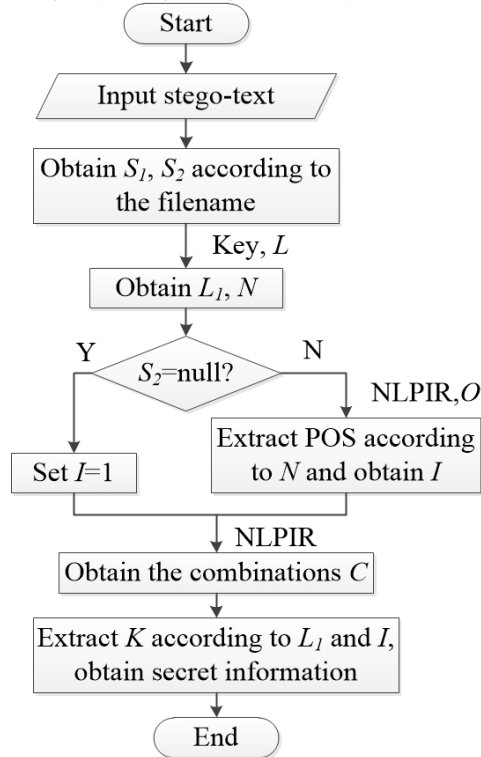 Start
Input stego-text
Obtain S₁, S₂ according to
the filename
Key, L
Obtain L₁, N
Y
S₂=null?
N
NLPIR,O
Set I=1
Extract POS according
to N and obtain I
NLPIR
Obtain the combinations C
Extract K according to L₁ and I,
obtain secret information
End